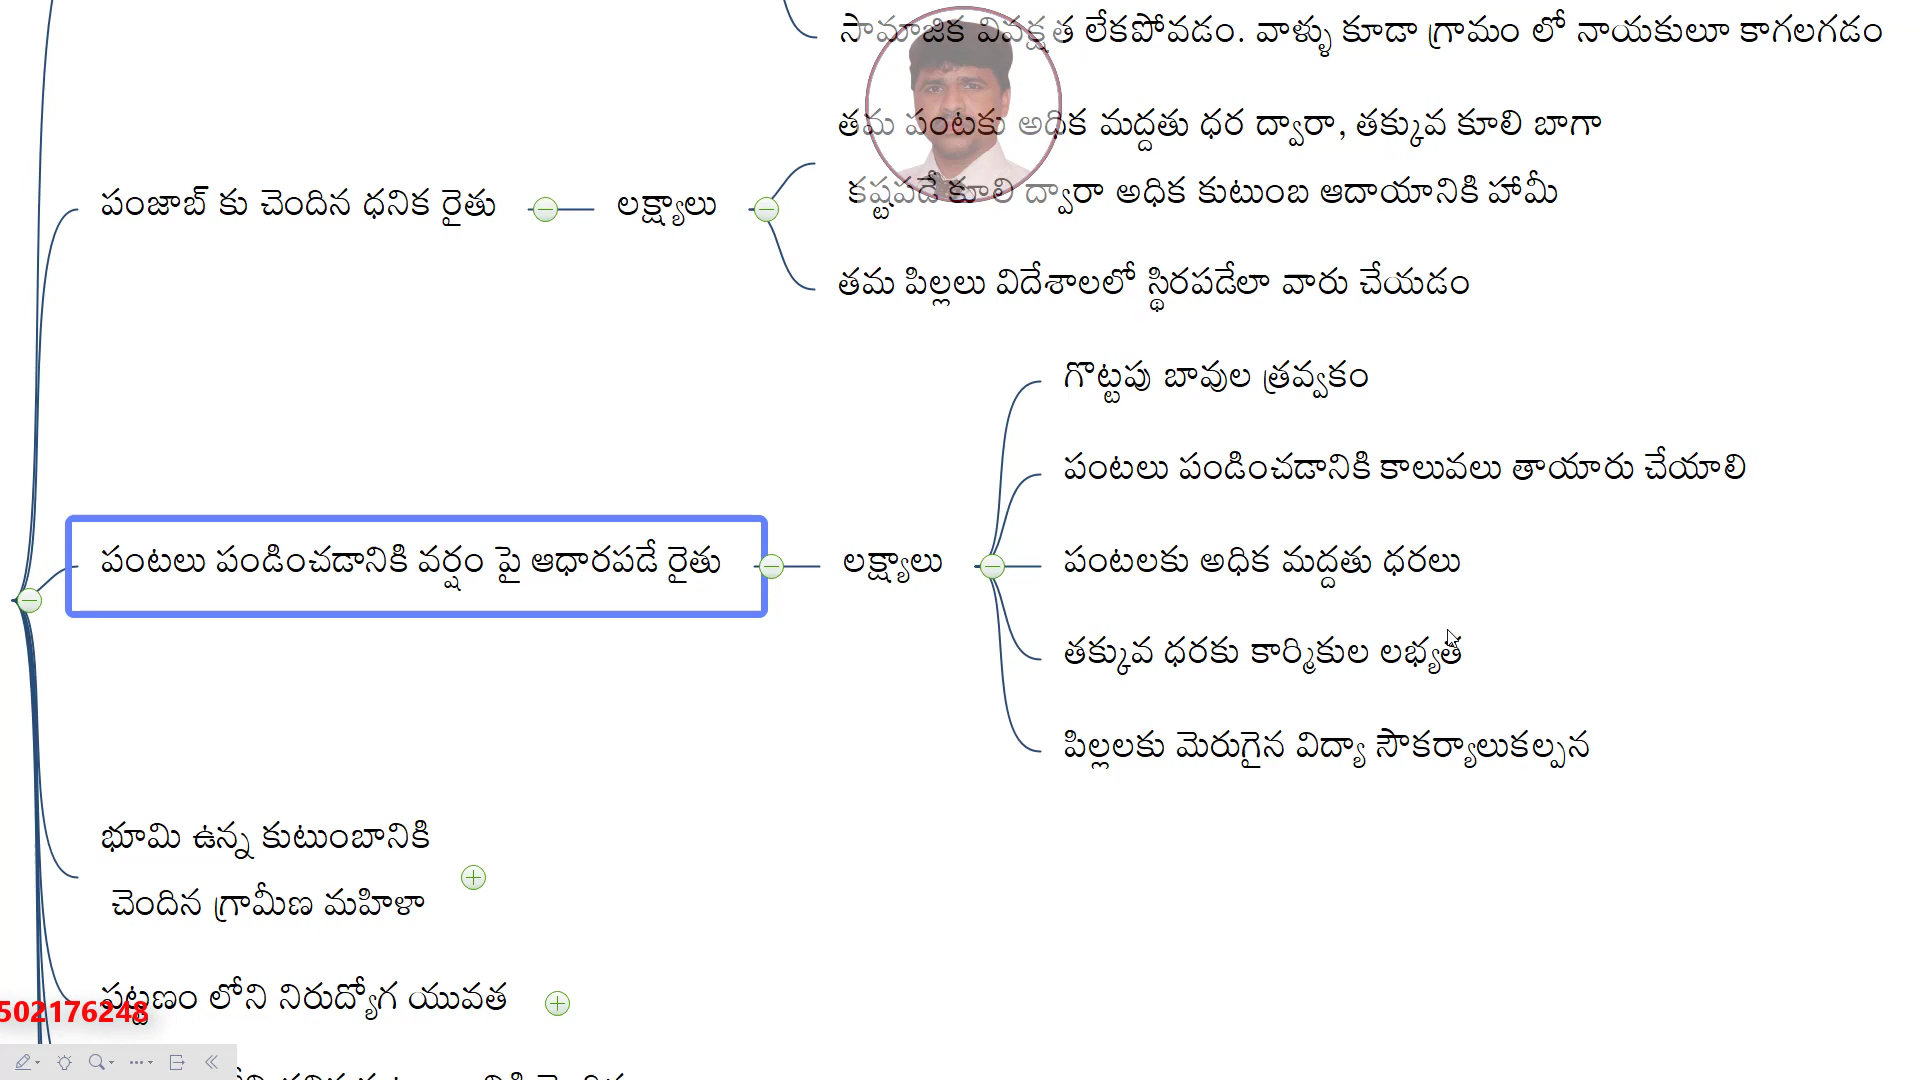 సామాజిక వివక్షత లేకపోవడం. వాళ్ళు కూడా గ్రామం లో నాయకులూ కాగలగడం
తమ పంటకు అధిక మద్దతు ధర ద్వారా, తక్కువ కూలి బాగా
కష్టపడే కూలి ద్వారా అధిక కుటుంబ ఆదాయానికి హామీ
పంజాబ్ కు చెందిన ధనిక రైతు
లక్ష్యాలు
తమ పిల్లలు విదేశాలలో స్థిరపడేలా వారు చేయడం
గొట్టపు బావుల త్రవ్వకం
పంటలు పండించడానికి కాలువలు తాయారు చేయాలి
పంటలు పండించడానికి వర్షం పై ఆధారపడే రైతు
లక్ష్యాలు
పంటలకు అధిక మద్దతు ధరలు
తక్కువ ధరకు కార్మికుల లభ్యత
పిల్లలకు మెరుగైన విద్యా సౌకర్యాలుకల్పన
భూమి ఉన్న కుటుంబానికి
చెందిన గ్రామీణ మహిళా
పట్టణం లోని నిరుద్యోగ యువత
502176248